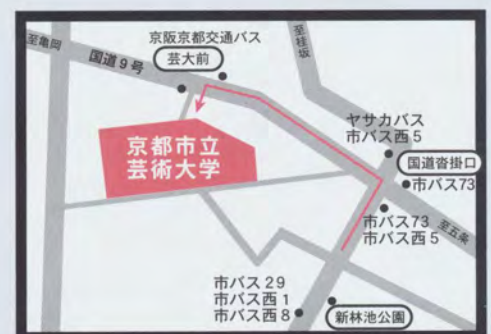 京阪京都交通バス
芸大前
至亀岡
国道9号
至桂坂
京都市立
芸術大学
ヤサカバス
市バス西5
国道沓掛口
市バス73
市バス73
市バス西5
至五条
市バス29
市バス西1
市バス西8
新林池公園